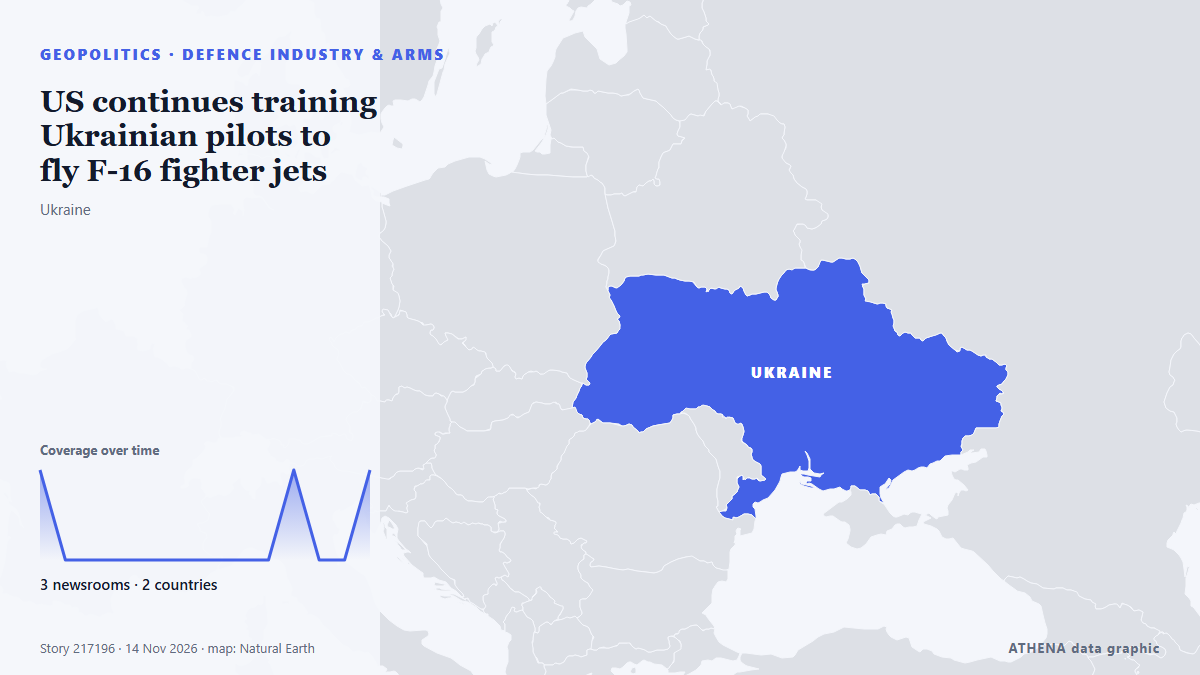 GEOPOLITICS · DEFENCE INDUSTRY & ARMS
US continues training
Ukrainian pilots to
fly F-16 fighter jets
Ukraine
UKRAINE
Coverage over time
3 newsrooms · 2 countries
Story 217196 · 14 Nov 2026 · map: Natural Earth
ATHENA data graphic